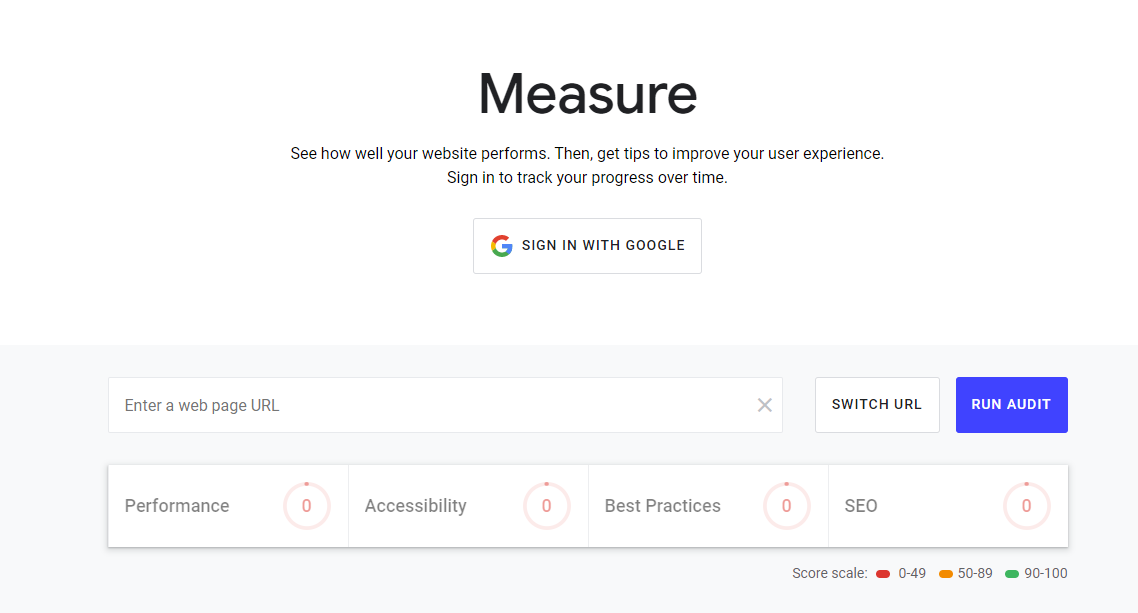 Measure
See how well your website performs. Then, get tips to improve your user experience.
Sign in to track your progress over time.
SIGN IN WITH GOOGLE
Enter a web page URL
SWITCH URL
RUN AUDIT
Performance 0
Accessibility 0
Best Practices 0
SEO 0
Score scale: 0-49 50-89 90-100